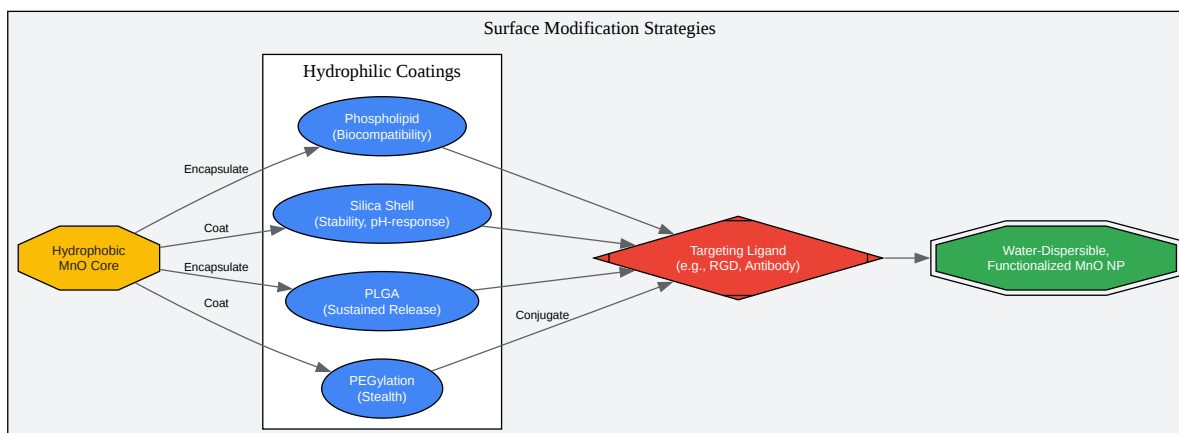 Surface Modification Strategies
Hydrophilic Coatings
Phospholipid
(Biocompatibility)
Encapsulate
Silica Shell
(Stability, pH-response)
Coat
Hydrophobic
MnO Core
Targeting Ligand
(e.g., RGD, Antibody)
Water-Dispersible,
Functionalized MnO NP
Encapsulate
PLGA
(Sustained Release)
Coat
Conjugate
PEGylation
(Stealth)